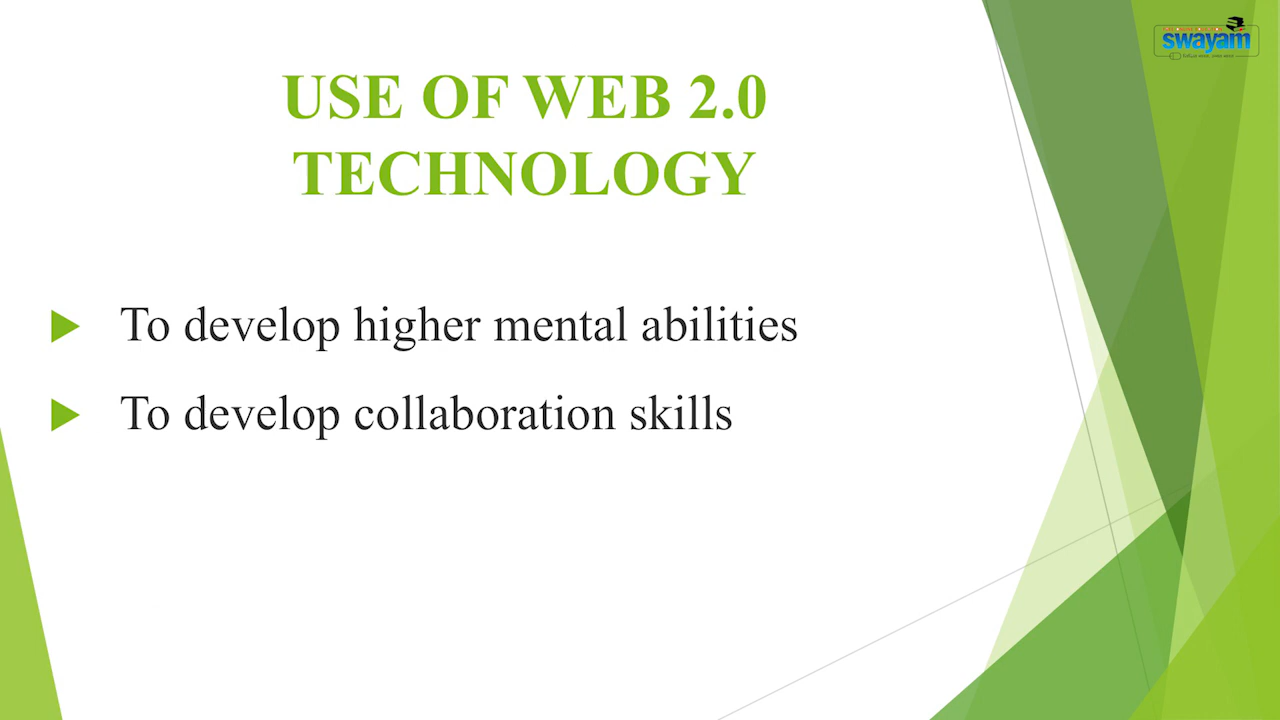 swayam
USE OF WEB 2.0
TECHNOLOGY
To develop higher mental abilities
To develop collaboration skills